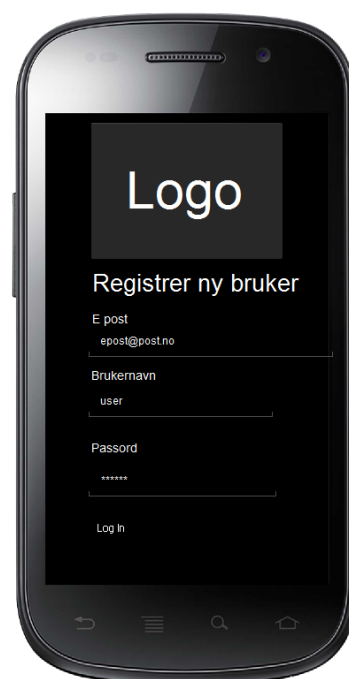 Logo
Registrer ny bruker
E post
epost@post.no
Brukernavn
user
Passord
******
Log In